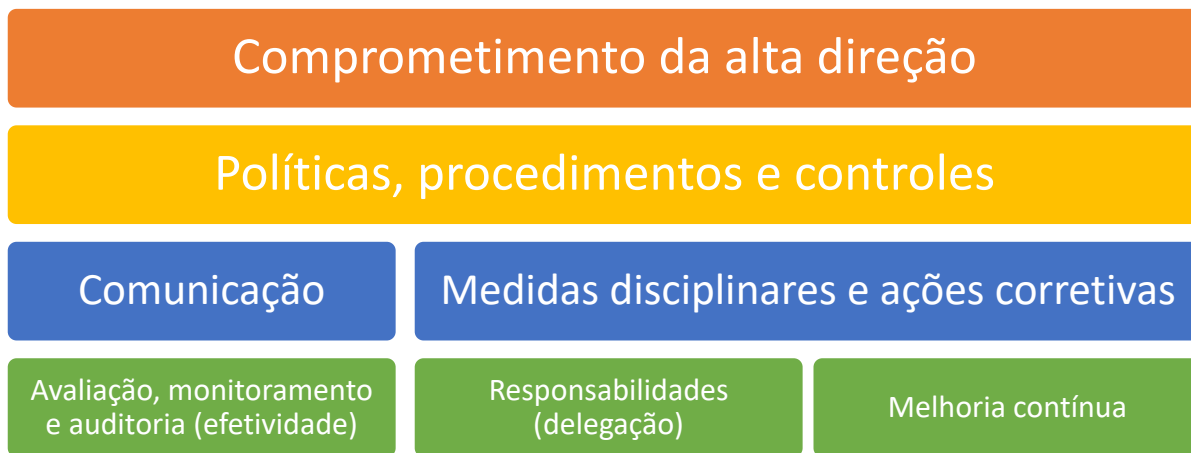 Comprometimento da alta direção
Políticas, procedimentos e controles
Comunicação
Medidas disciplinares e ações corretivas
Avaliação, monitoramento
e auditoria (efetividade)
Responsabilidades
(delegação)
Melhoria contínua